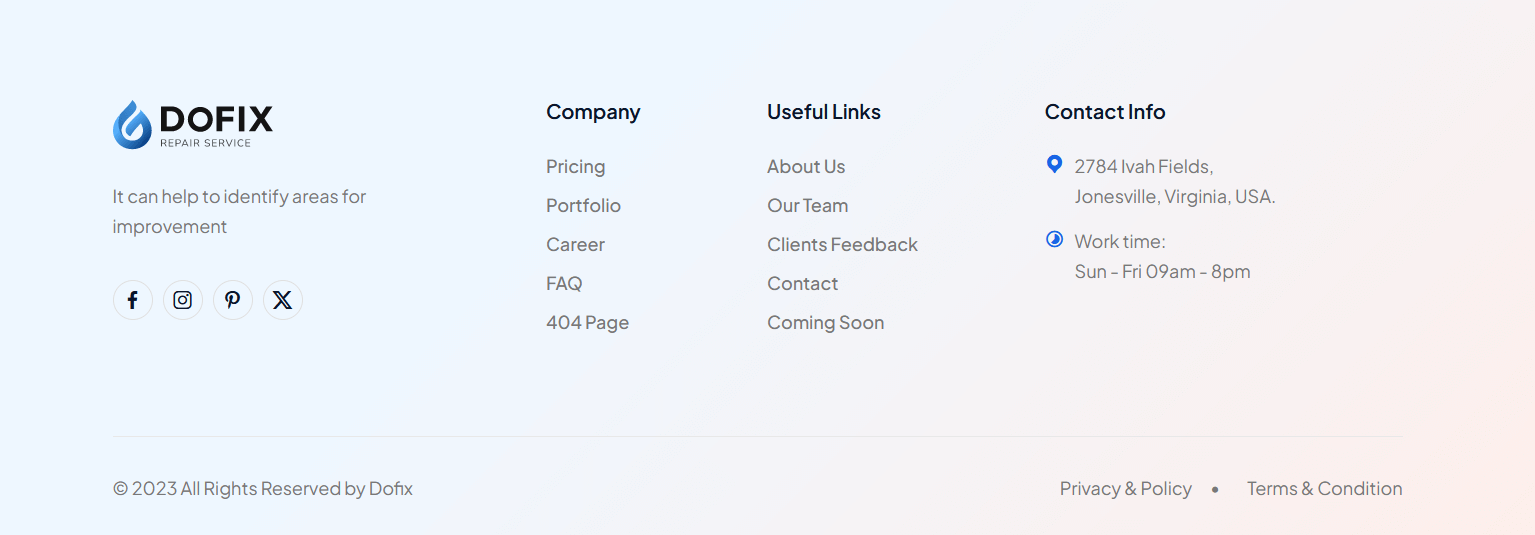 DOFIX
REPAIR SERVICE
It can help to identify areas for
improvement
Company
Pricing
Portfolio
Career
FAQ
404 Page
Useful Links
About Us
Our Team
Clients Feedback
Contact
Coming Soon
Contact Info
2784 Ivah Fields,
Jonesville, Virginia, USA.
Work time:
Sun - Fri 09am - 8pm
© 2023 All Rights Reserved by Dofix
Privacy & Policy • Terms & Condition